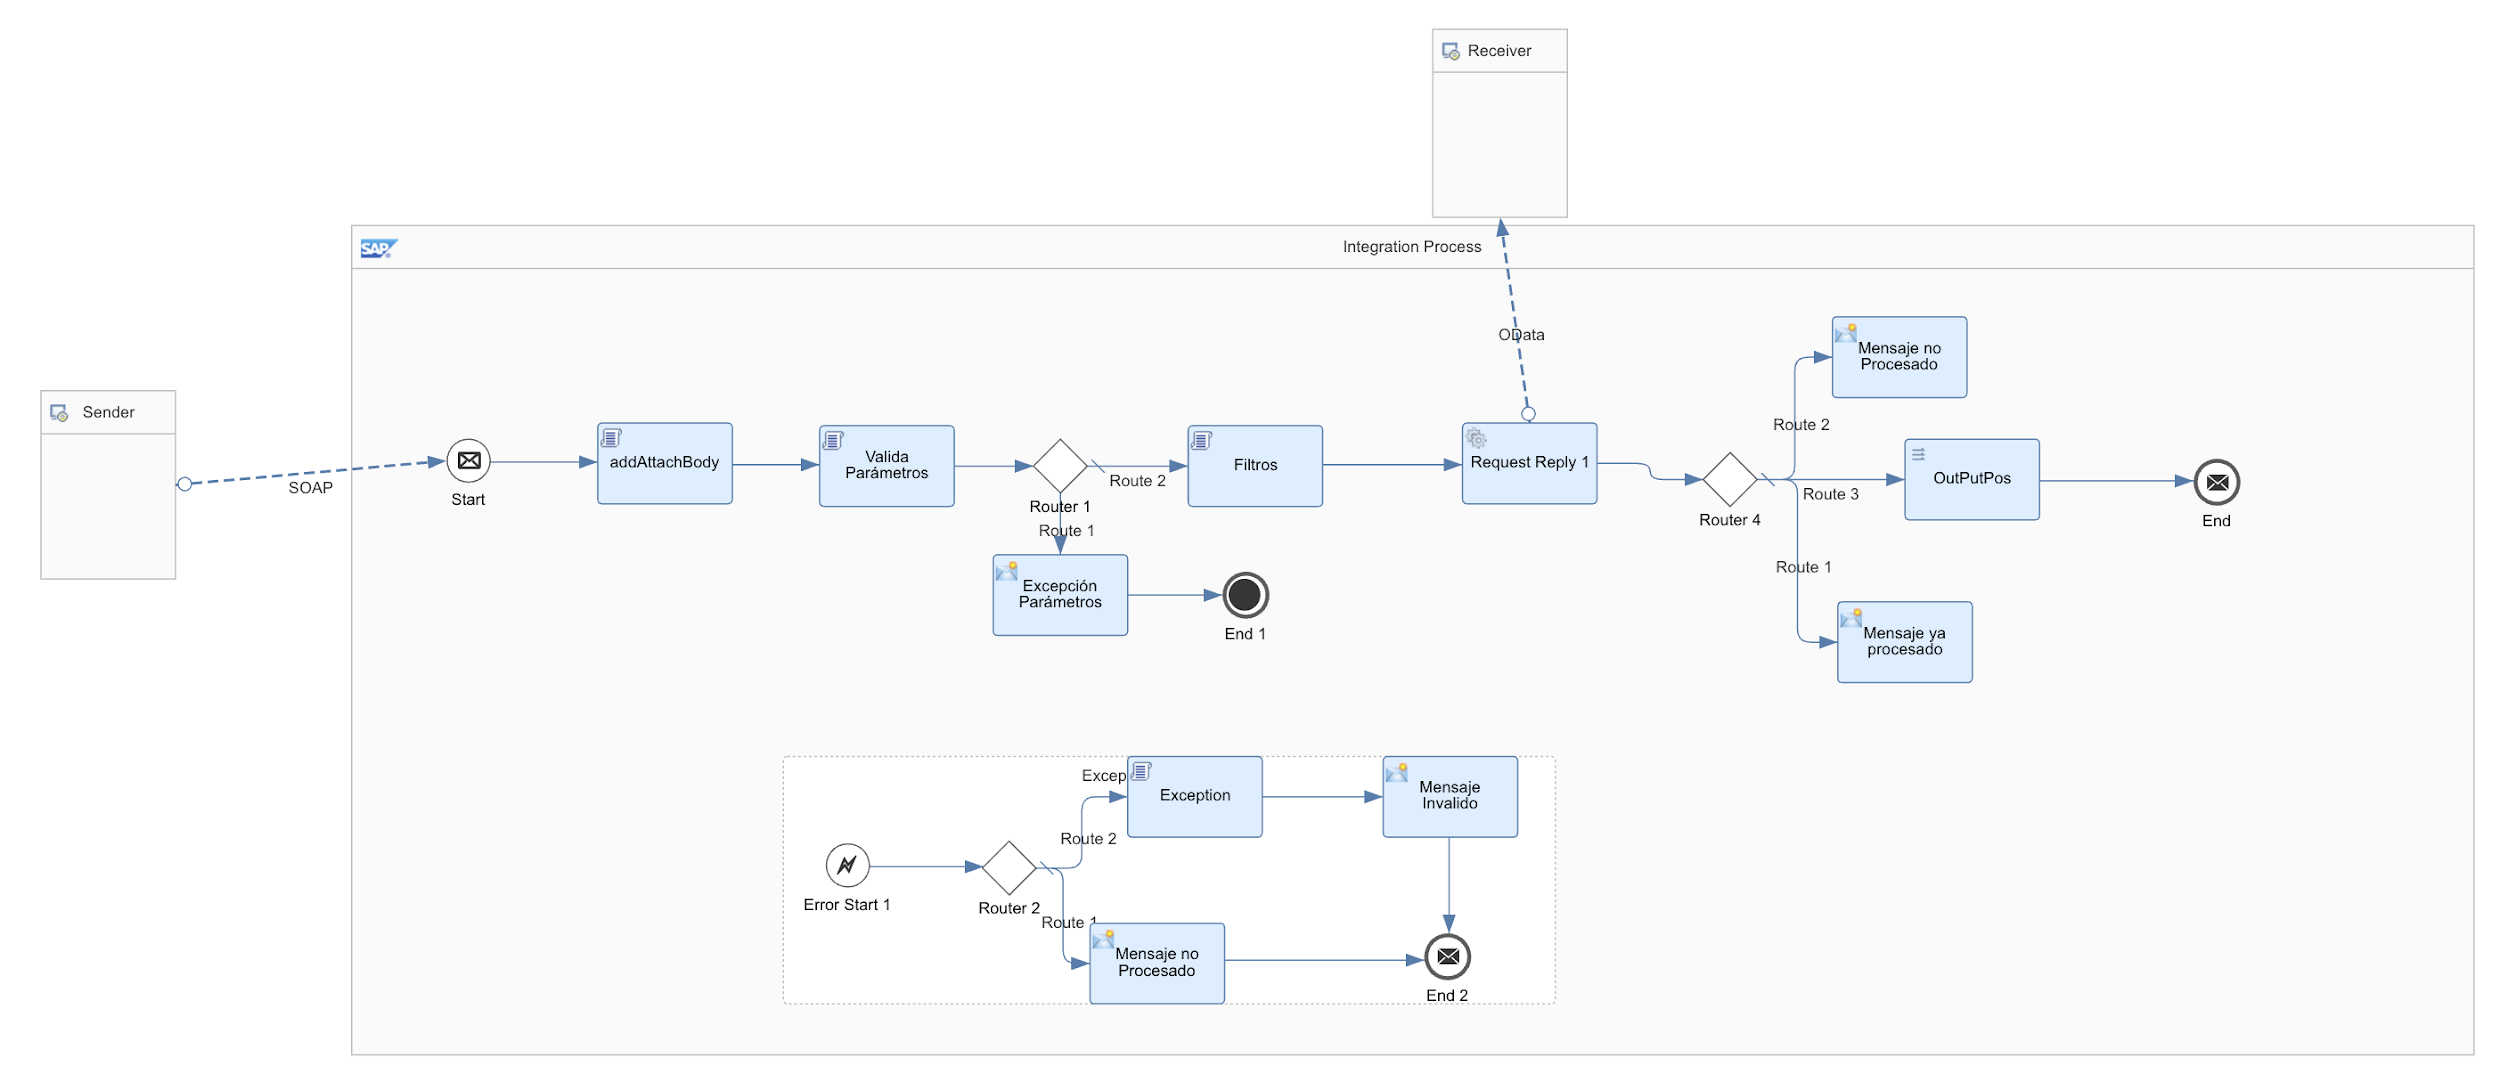 Receiver
SAP
Integration Process
OData
Sender
SOAP
Start
addAttachBody
Valida
Parámetros
Router 1
Route 1
Route 2
Filtros
Excepción
Parámetros
End 1
Request Reply 1
Router 4
Route 2
Mensaje no
Procesado
Route 3
OutPutPos
End
Route 1
Mensaje ya
procesado
Excep
Exception
Mensaje
Invalido
Route 2
Error Start 1
Router 2
Route 1
Mensaje no
Procesado
End 2